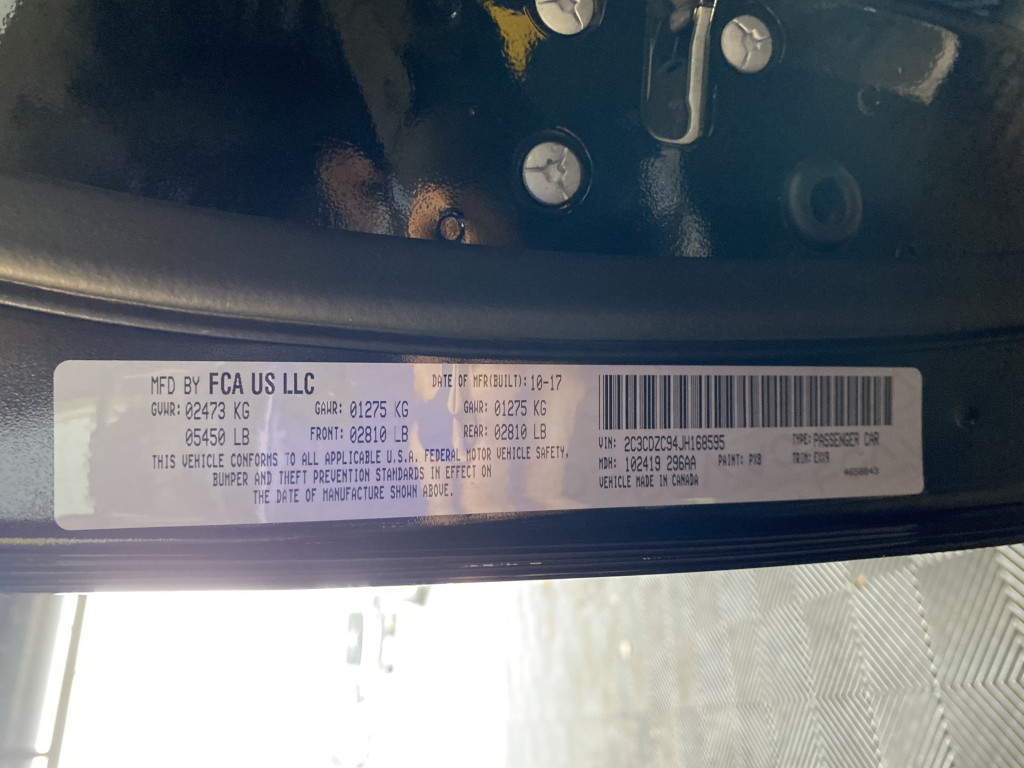 MFD BY FCA US LLC DATE OF MFR(BUILT): 10-17
GVWR: 02473 KG GAWR: 01275 KG GAWR: 01275 KG
05450 LB FRONT: 02810 LB REAR: 02810 LB
THIS VEHICLE CONFORMS TO ALL APPLICABLE U.S.A. FEDERAL MOTOR VEHICLE SAFETY,
BUMPER AND THEFT PREVENTION STANDARDS IN EFFECT ON
THE DATE OF MANUFACTURE SHOWN ABOVE.
VIN: 2C3CDZC94JH168595 TYPE: PASSENGER CAR
MDH: 102419 296AA PAINT: PX8 TRIM: EXX9
VEHICLE MADE IN CANADA